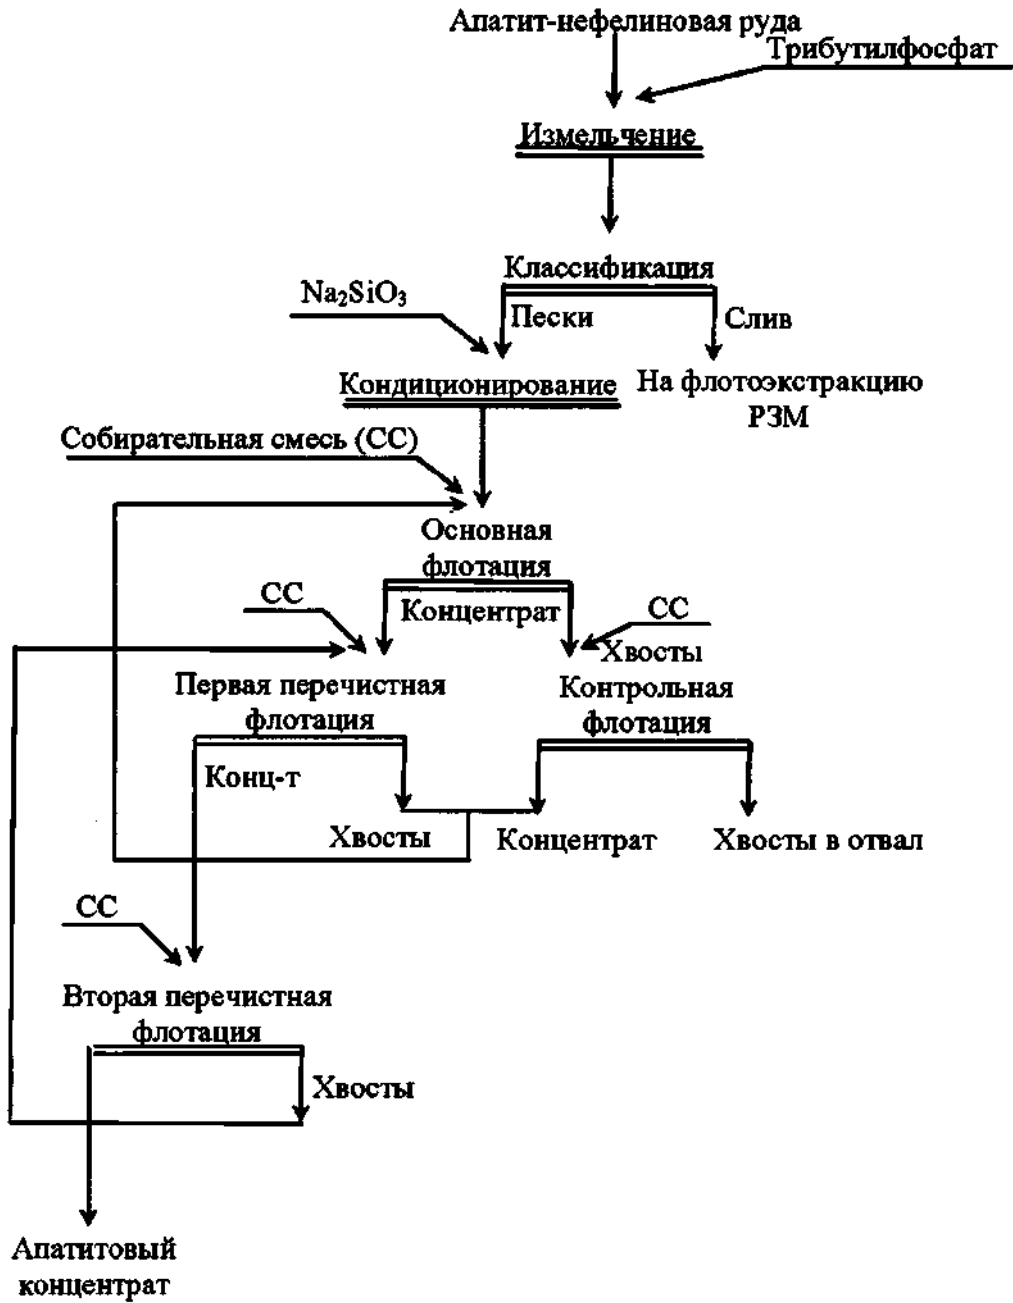 Апатит-нефелиновая руда
Трибутилфосфат
Измельчение
Классификация
Na₂SiO₃
Пески
Слив
Кондиционирование
На флотоэкстракцию
РЗМ
Собирательная смесь (СС)
Основная
флотация
СС
Концентрат
СС
Хвосты
Первая перечистная
флотация
Контрольная
флотация
Конц-т
Хвосты
Концентрат
Хвосты в отвал
СС
Вторая перечистная
флотация
Хвосты
Апатитовый
концентрат